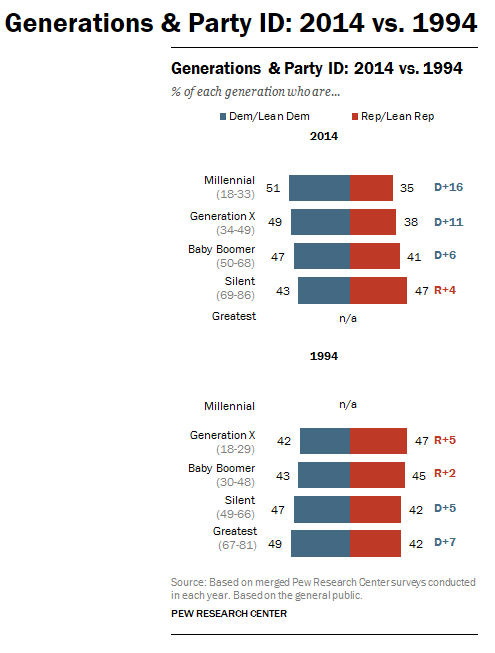 Generations & Party ID: 2014 vs. 1994
Generations & Party ID: 2014 vs. 1994
% of each generation who are...
Dem/Lean Dem Rep/Lean Rep
2014
Millennial
(18-33) 51 35 D+16
Generation X
(34-49) 49 38 D+11
Baby Boomer
(50-68) 47 41 D+6
Silent
(69-86) 43 47 R+4
Greatest n/a
1994
Millennial n/a
Generation X
(18-29) 42 47 R+5
Baby Boomer
(30-48) 43 45 R+2
Silent
(49-66) 47 42 D+5
Greatest
(67-81) 49 42 D+7
Source: Based on merged Pew Research Center surveys conducted
in each year. Based on the general public.
PEW RESEARCH CENTER